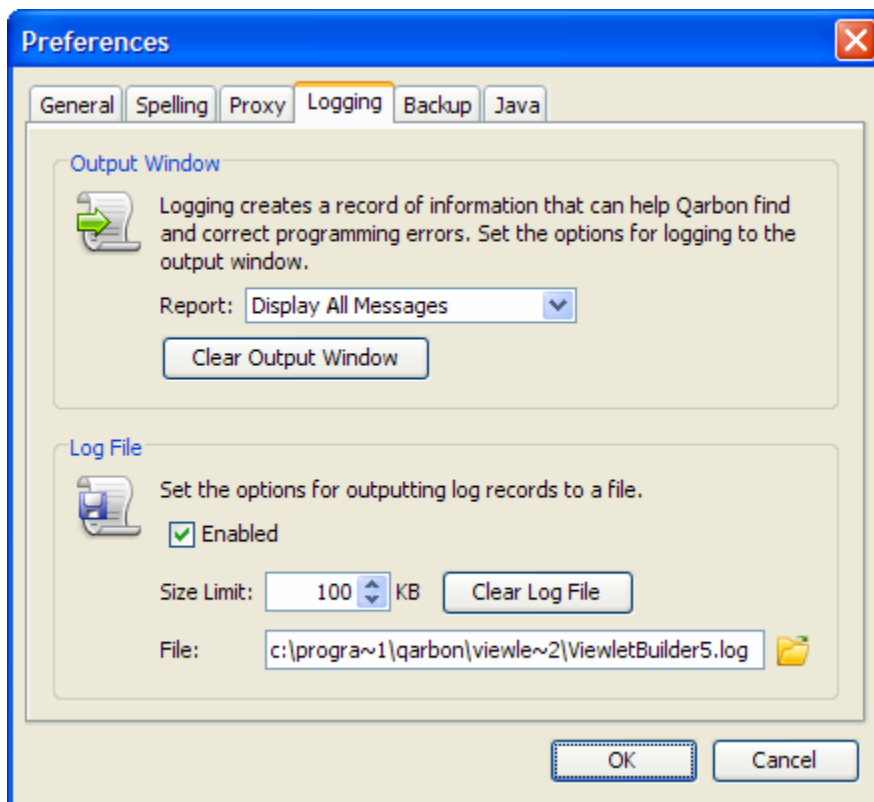 Preferences
General Spelling Proxy Logging Backup Java
Output Window
Logging creates a record of information that can help Qarbon find
and correct programming errors. Set the options for logging to the
output window.
Report: Display All Messages
Clear Output Window
Log File
Set the options for outputting log records to a file.
Enabled
Size Limit: 100 KB Clear Log File
File: c:\progra~1\qarbon\viewle~2\ViewletBuilder5.log
OK Cancel